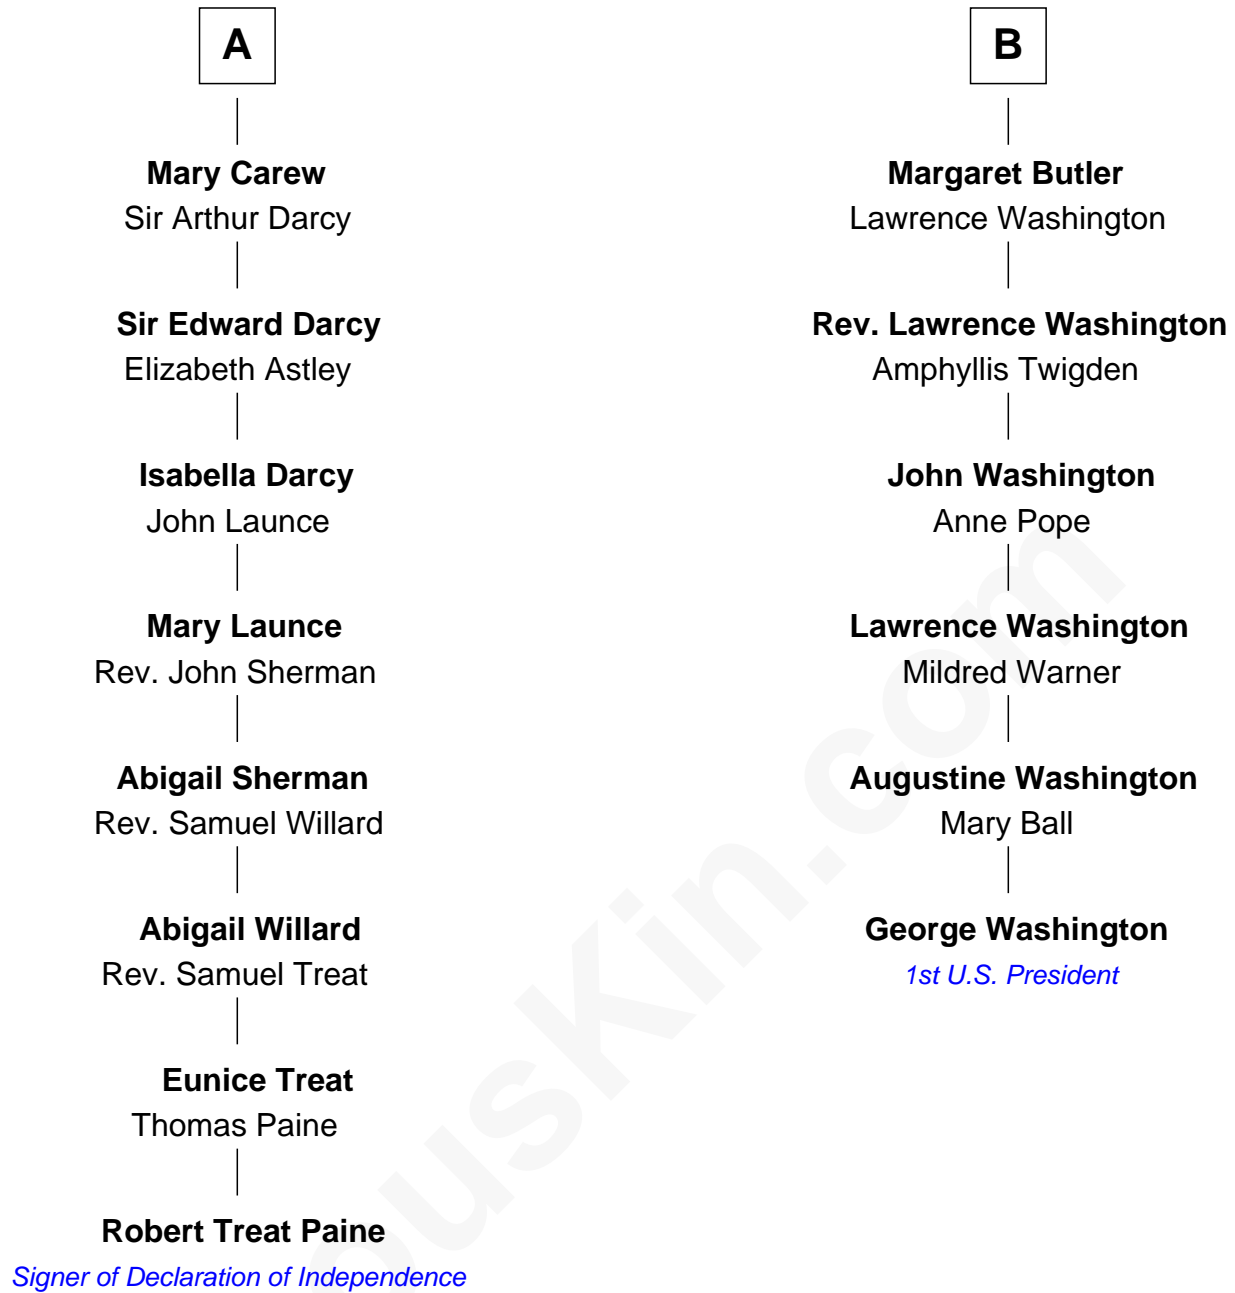 A
Mary Carew
Sir Arthur Darcy
Sir Edward Darcy
Elizabeth Astley
Isabella Darcy
John Launce
Mary Launce
Rev. John Sherman
Abigail Sherman
Rev. Samuel Willard
Abigail Willard
Rev. Samuel Treat
Eunice Treat
Thomas Paine
Robert Treat Paine
Signer of Declaration of Independence
B
Margaret Butler
Lawrence Washington
Rev. Lawrence Washington
Amphyllis Twigden
John Washington
Anne Pope
Lawrence Washington
Mildred Warner
Augustine Washington
Mary Ball
George Washington
1st U.S. President
ousKin.com